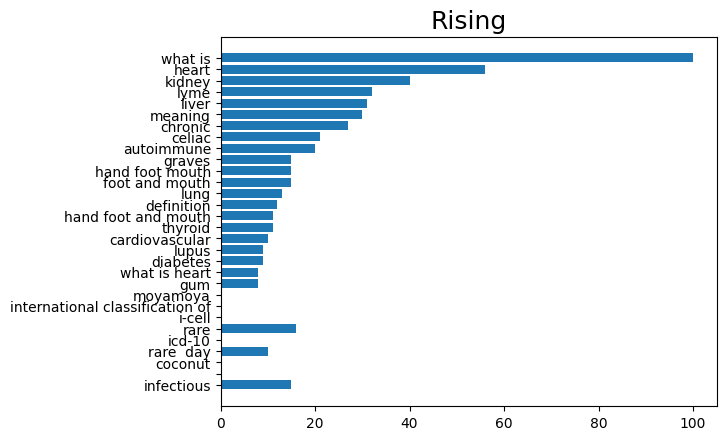 Rising
what is
heart
kidney
lyme
liver
meaning
chronic
celiac
autoimmune
graves
hand foot mouth
foot and mouth
lung
definition
hand foot and mouth
thyroid
cardiovascular
lupus
diabetes
what is heart
gum
moyamoya
international classification of
i-cell
rare
icd-10
rare  day
coconut
infectious
0 20 40 60 80 100